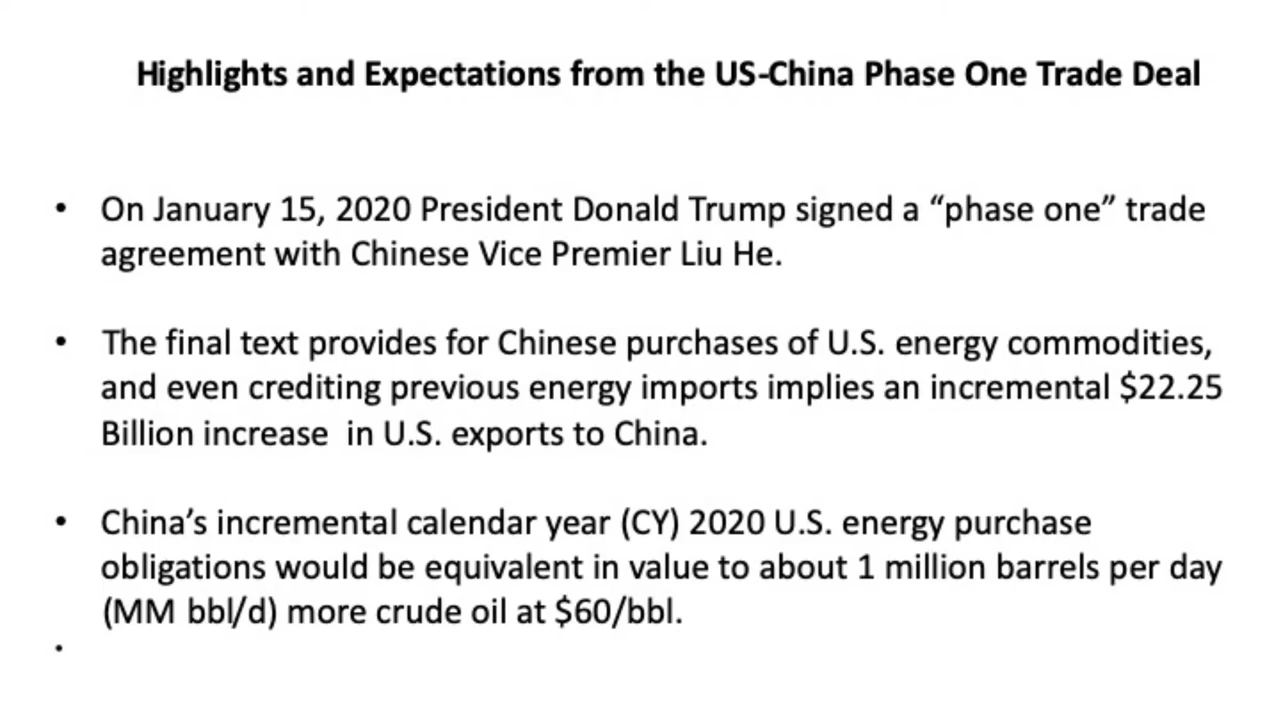 Highlights and Expectations from the US-China Phase One Trade Deal
• On January 15, 2020 President Donald Trump signed a “phase one” trade
agreement with Chinese Vice Premier Liu He.
• The final text provides for Chinese purchases of U.S. energy commodities,
and even crediting previous energy imports implies an incremental $22.25
Billion increase  in U.S. exports to China.
• China’s incremental calendar year (CY) 2020 U.S. energy purchase
obligations would be equivalent in value to about 1 million barrels per day
(MM bbl/d) more crude oil at $60/bbl.
•